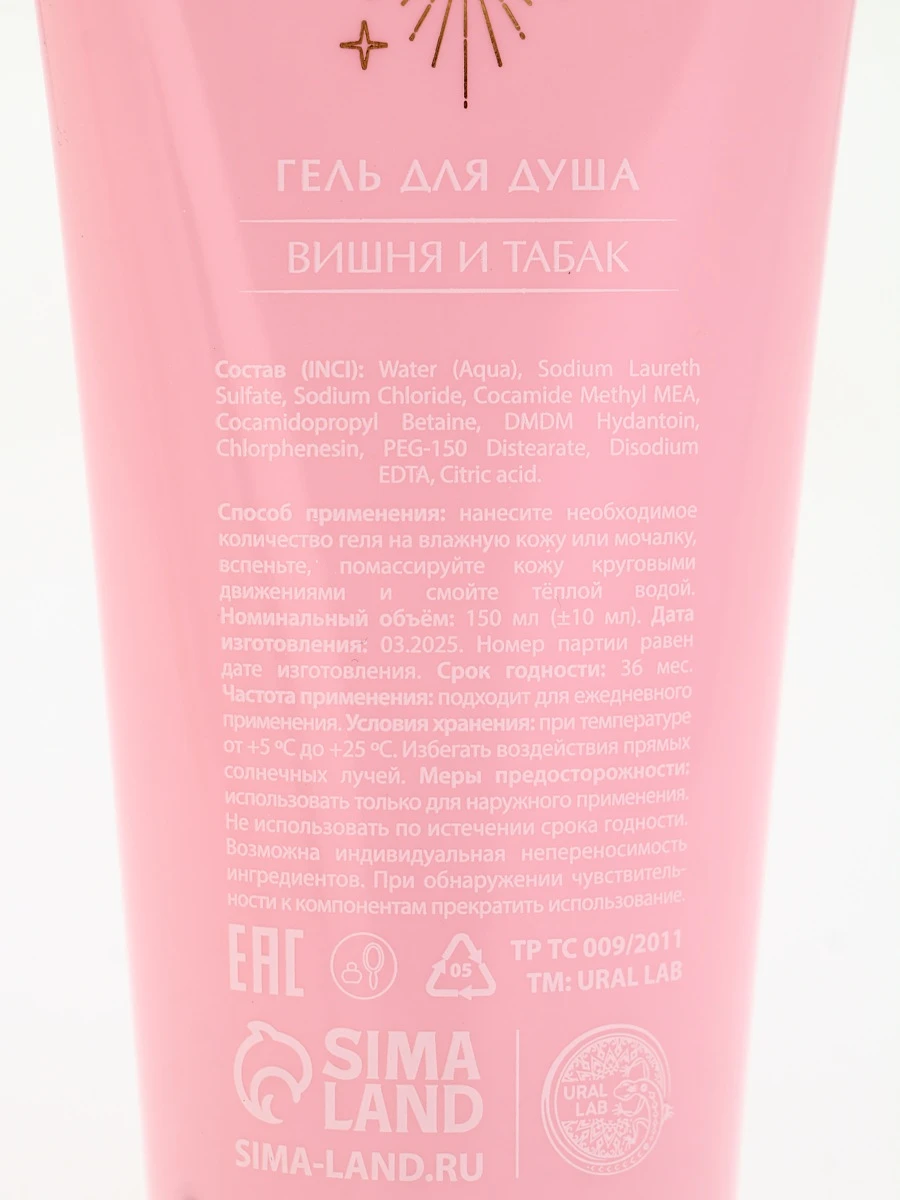 ГЕЛЬ ДЛЯ ДУША
ВИШНЯ И ТАБАК
Состав (INCI): Water (Aqua), Sodium Laureth
Sulfate, Sodium Chloride, Cocamide Methyl MEA,
Cocamidopropyl Betaine, DMDM Hydantoin,
Chlorphenesin, PEG-150 Distearate, Disodium
EDTA, Citric acid.
Способ применения: нанесите необходимое
количество геля на влажную кожу или мочалку,
вспеньте, помассируйте кожу круговыми
движениями и смойте тёплой водой.
Номинальный объём: 150 мл (±10 мл). Дата
изготовления: 03.2025. Номер партии равен
дате изготовления. Срок годности: 36 мес.
Частота применения: подходит для ежедневного
применения. Условия хранения: при температуре
от +5 ºС до +25 ºС. Избегать воздействия прямых
солнечных лучей. Меры предосторожности:
использовать только для наружного применения.
Не использовать по истечении срока годности.
Возможна индивидуальная непереносимость
ингредиентов. При обнаружении чувствитель-
ности к компонентам прекратить использование.
EAC
05
ТР ТС 009/2011
ТМ: URAL LAB
SIMA
LAND
SIMA-LAND.RU
URAL
LAB